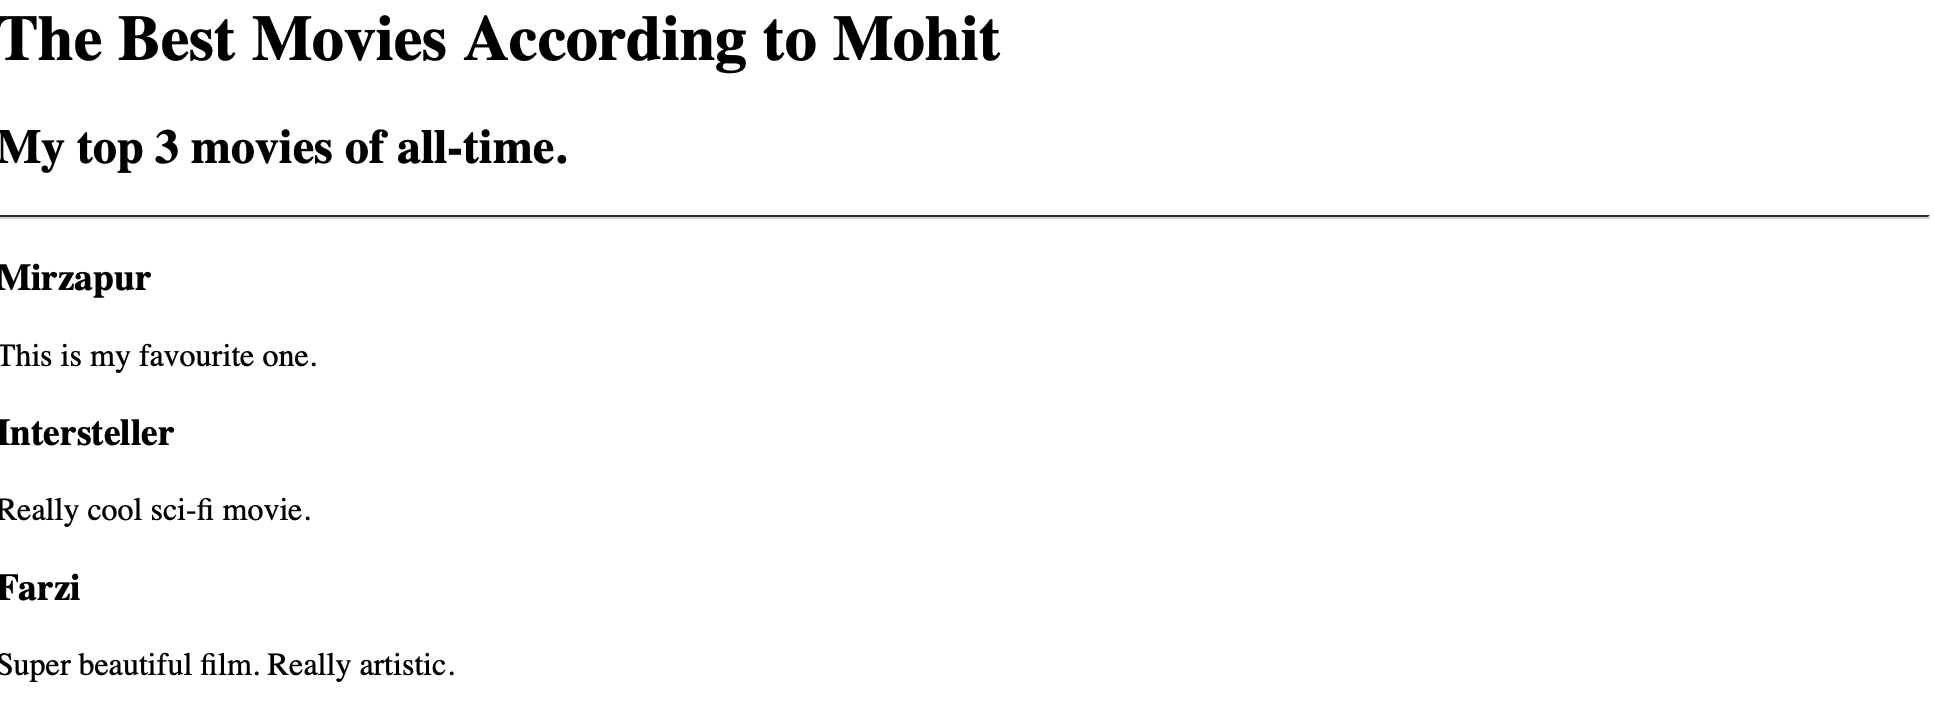 The Best Movies According to Mohit
My top 3 movies of all-time.
Mirzapur
This is my favourite one.
Intersteller
Really cool sci-fi movie.
Farzi
Super beautiful film. Really artistic.